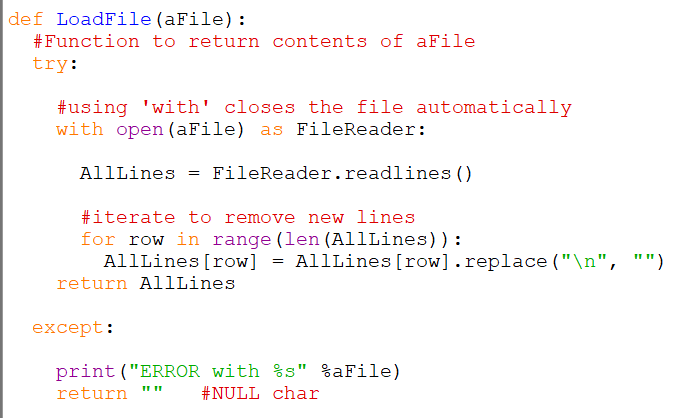 def LoadFile(aFile):
#Function to return contents of aFile
try:
#using 'with' closes the file automatically
with open(aFile) as FileReader:
AllLines = FileReader.readlines()
#iterate to remove new lines
for row in range(len(AllLines)):
AllLines[row] = AllLines[row].replace("\n", "")
return AllLines
except:
print("ERROR with %s" %aFile)
return ""   #NULL char